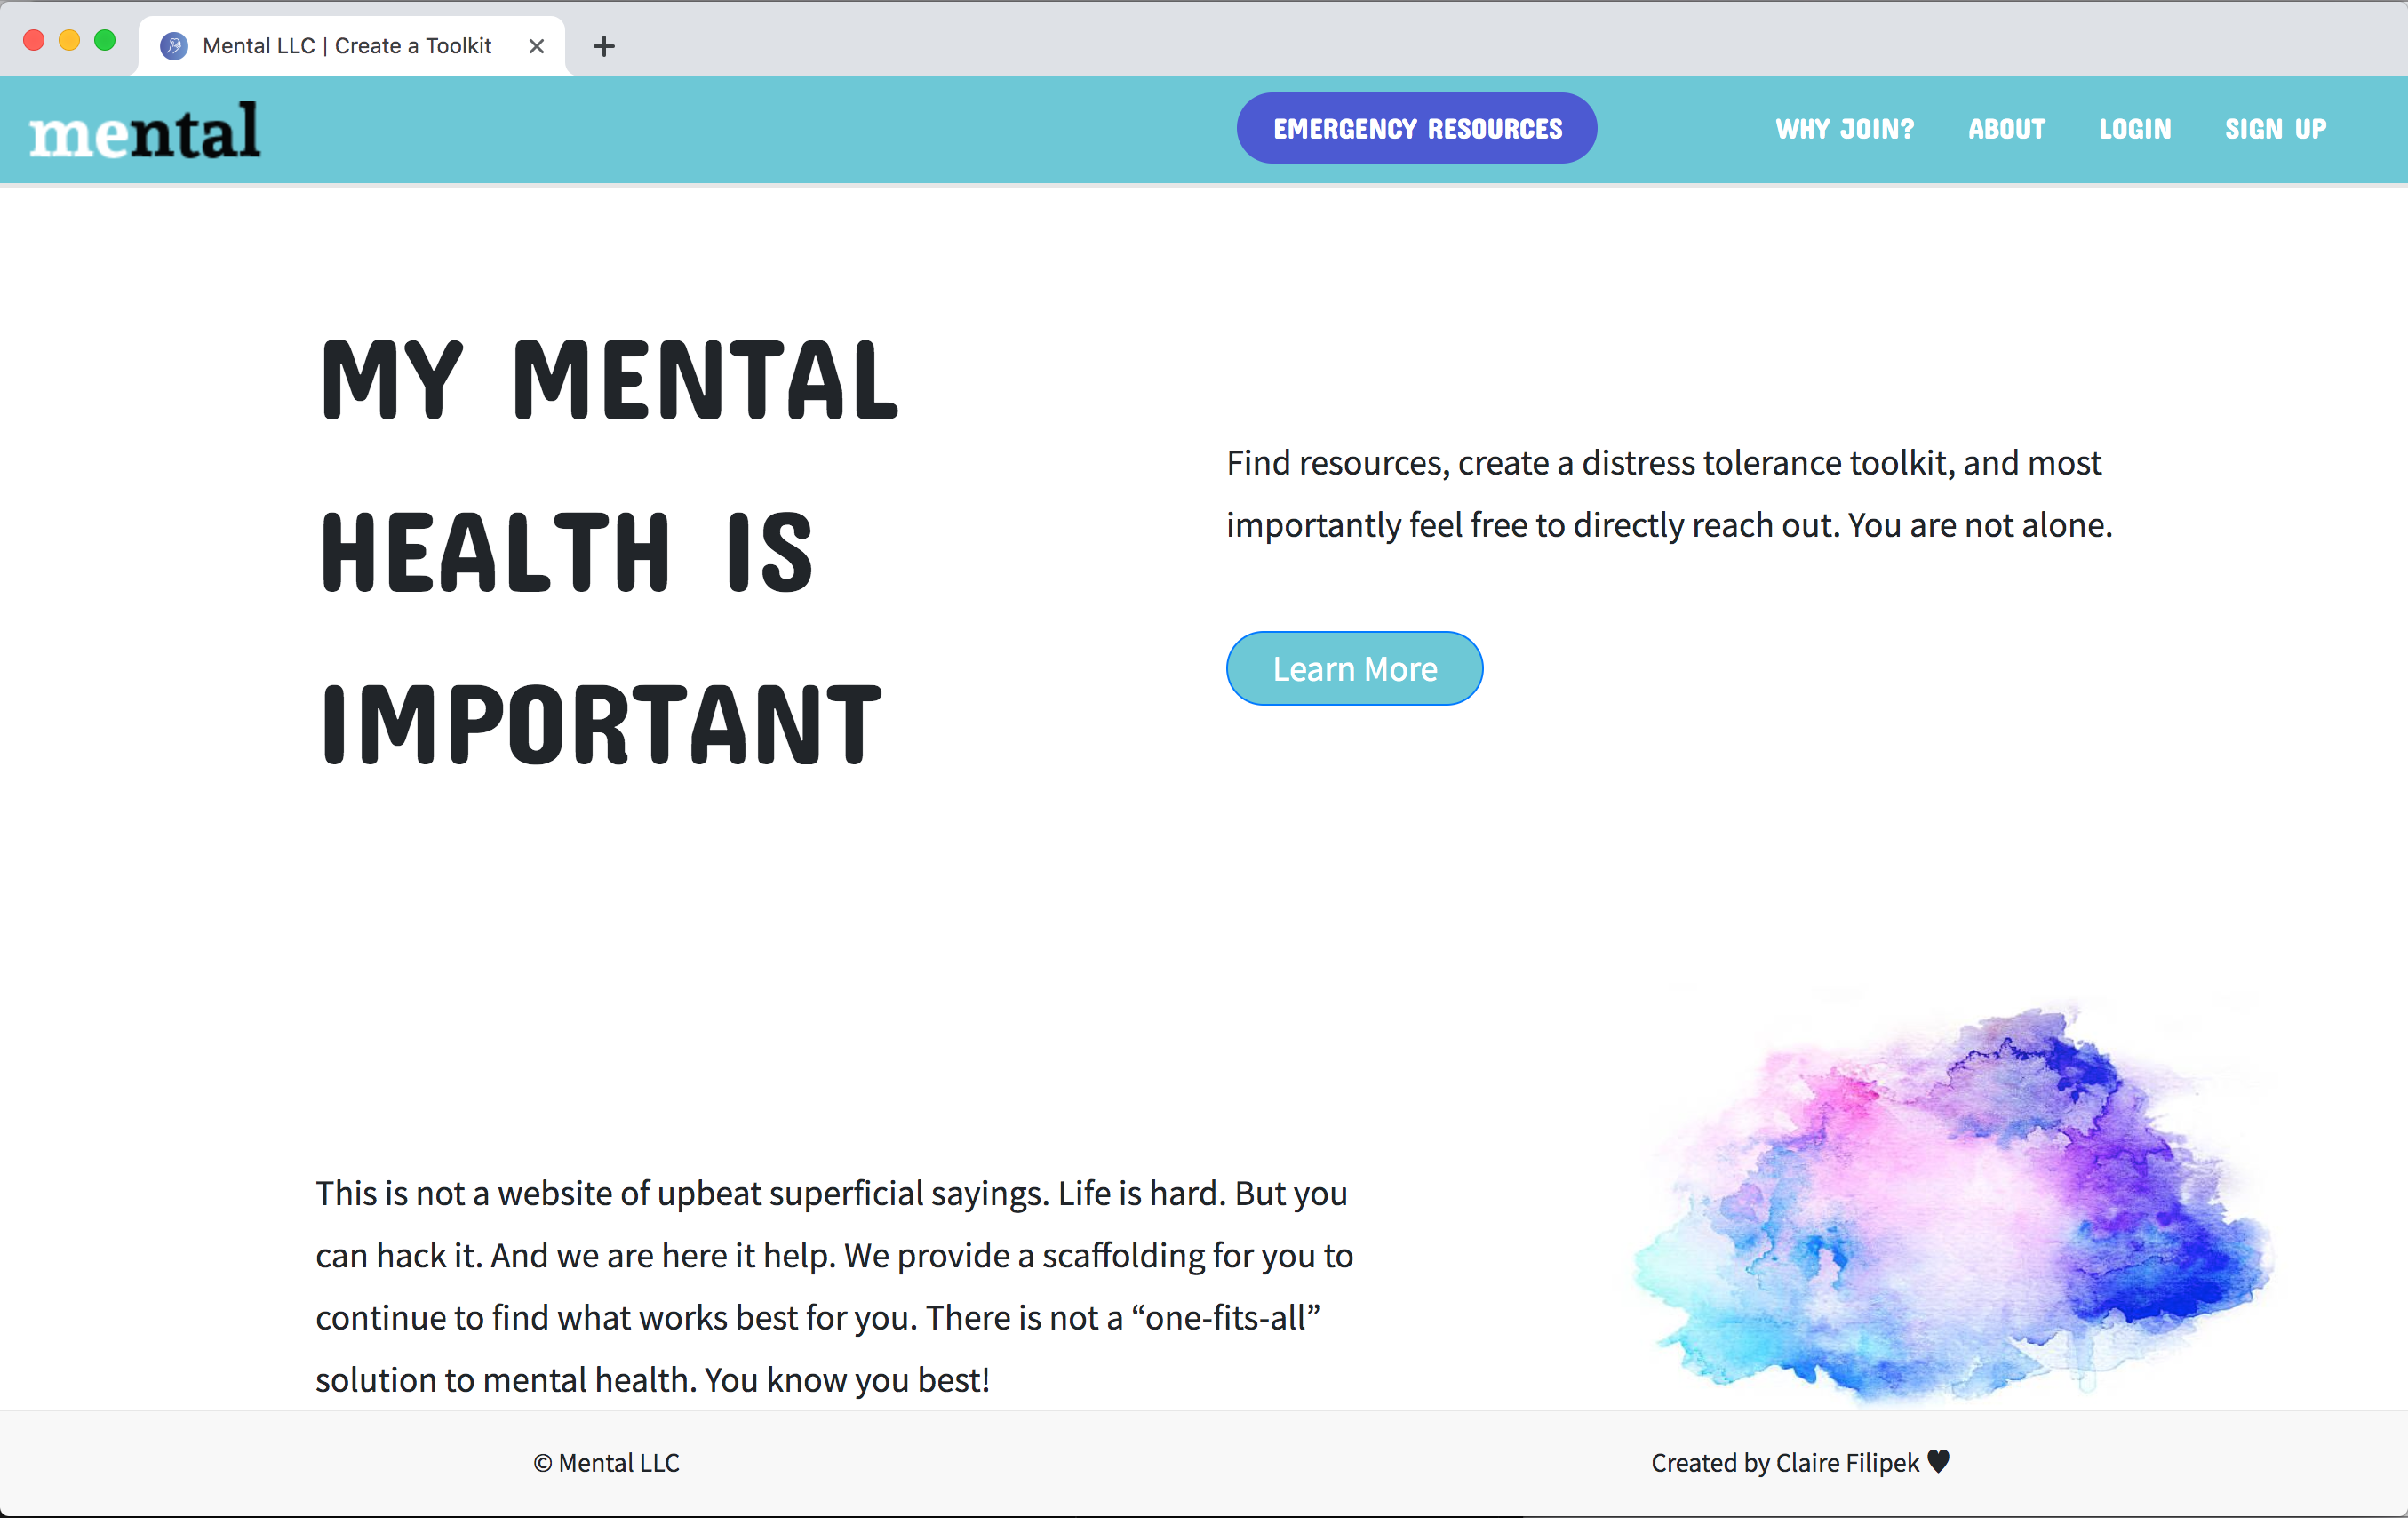 Mental LLC | Create a Toolkit
mental
EMERGENCY RESOURCES
WHY JOIN?
ABOUT
LOGIN
SIGN UP
MY MENTAL
HEALTH IS
IMPORTANT
Find resources, create a distress tolerance toolkit, and most
importantly feel free to directly reach out. You are not alone.
Learn More
This is not a website of upbeat superficial sayings. Life is hard. But you
can hack it. And we are here it help. We provide a scaffolding for you to
continue to find what works best for you. There is not a “one-fits-all”
solution to mental health. You know you best!
© Mental LLC
Created by Claire Filipek ♥